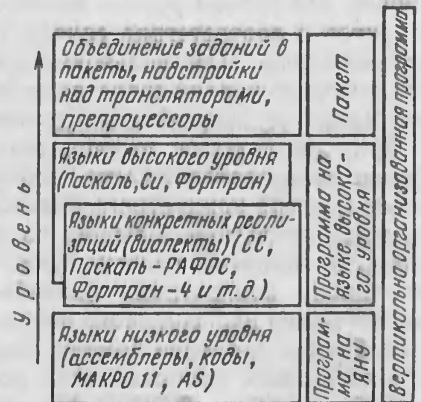 Уровень
Объединение заданий в
пакеты, надстройки
над трансляторами,
препроцессоры
Пакет
Языки высокого уровня
(Паскаль, Си, Фортран)
Языки конкретных реали-
заций (диалекты) (СС,
Паскаль-РАФОС,
Фортран-4 и т.д.)
Программа на
языке высоко-
го уровня
Языки низкого уровня
(ассемблеры, коды,
МАКРО 11, AS)
Програм-
ма на
ЯНУ
Вертикально организованная программа